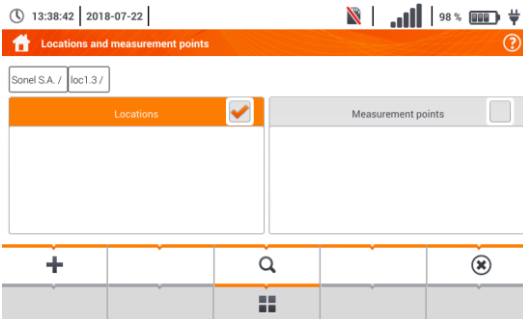 13:38:42 2018-07-22 98 %
Locations and measurement points ?
Sonel S.A. / loc1.3 /
Locations Measurement points